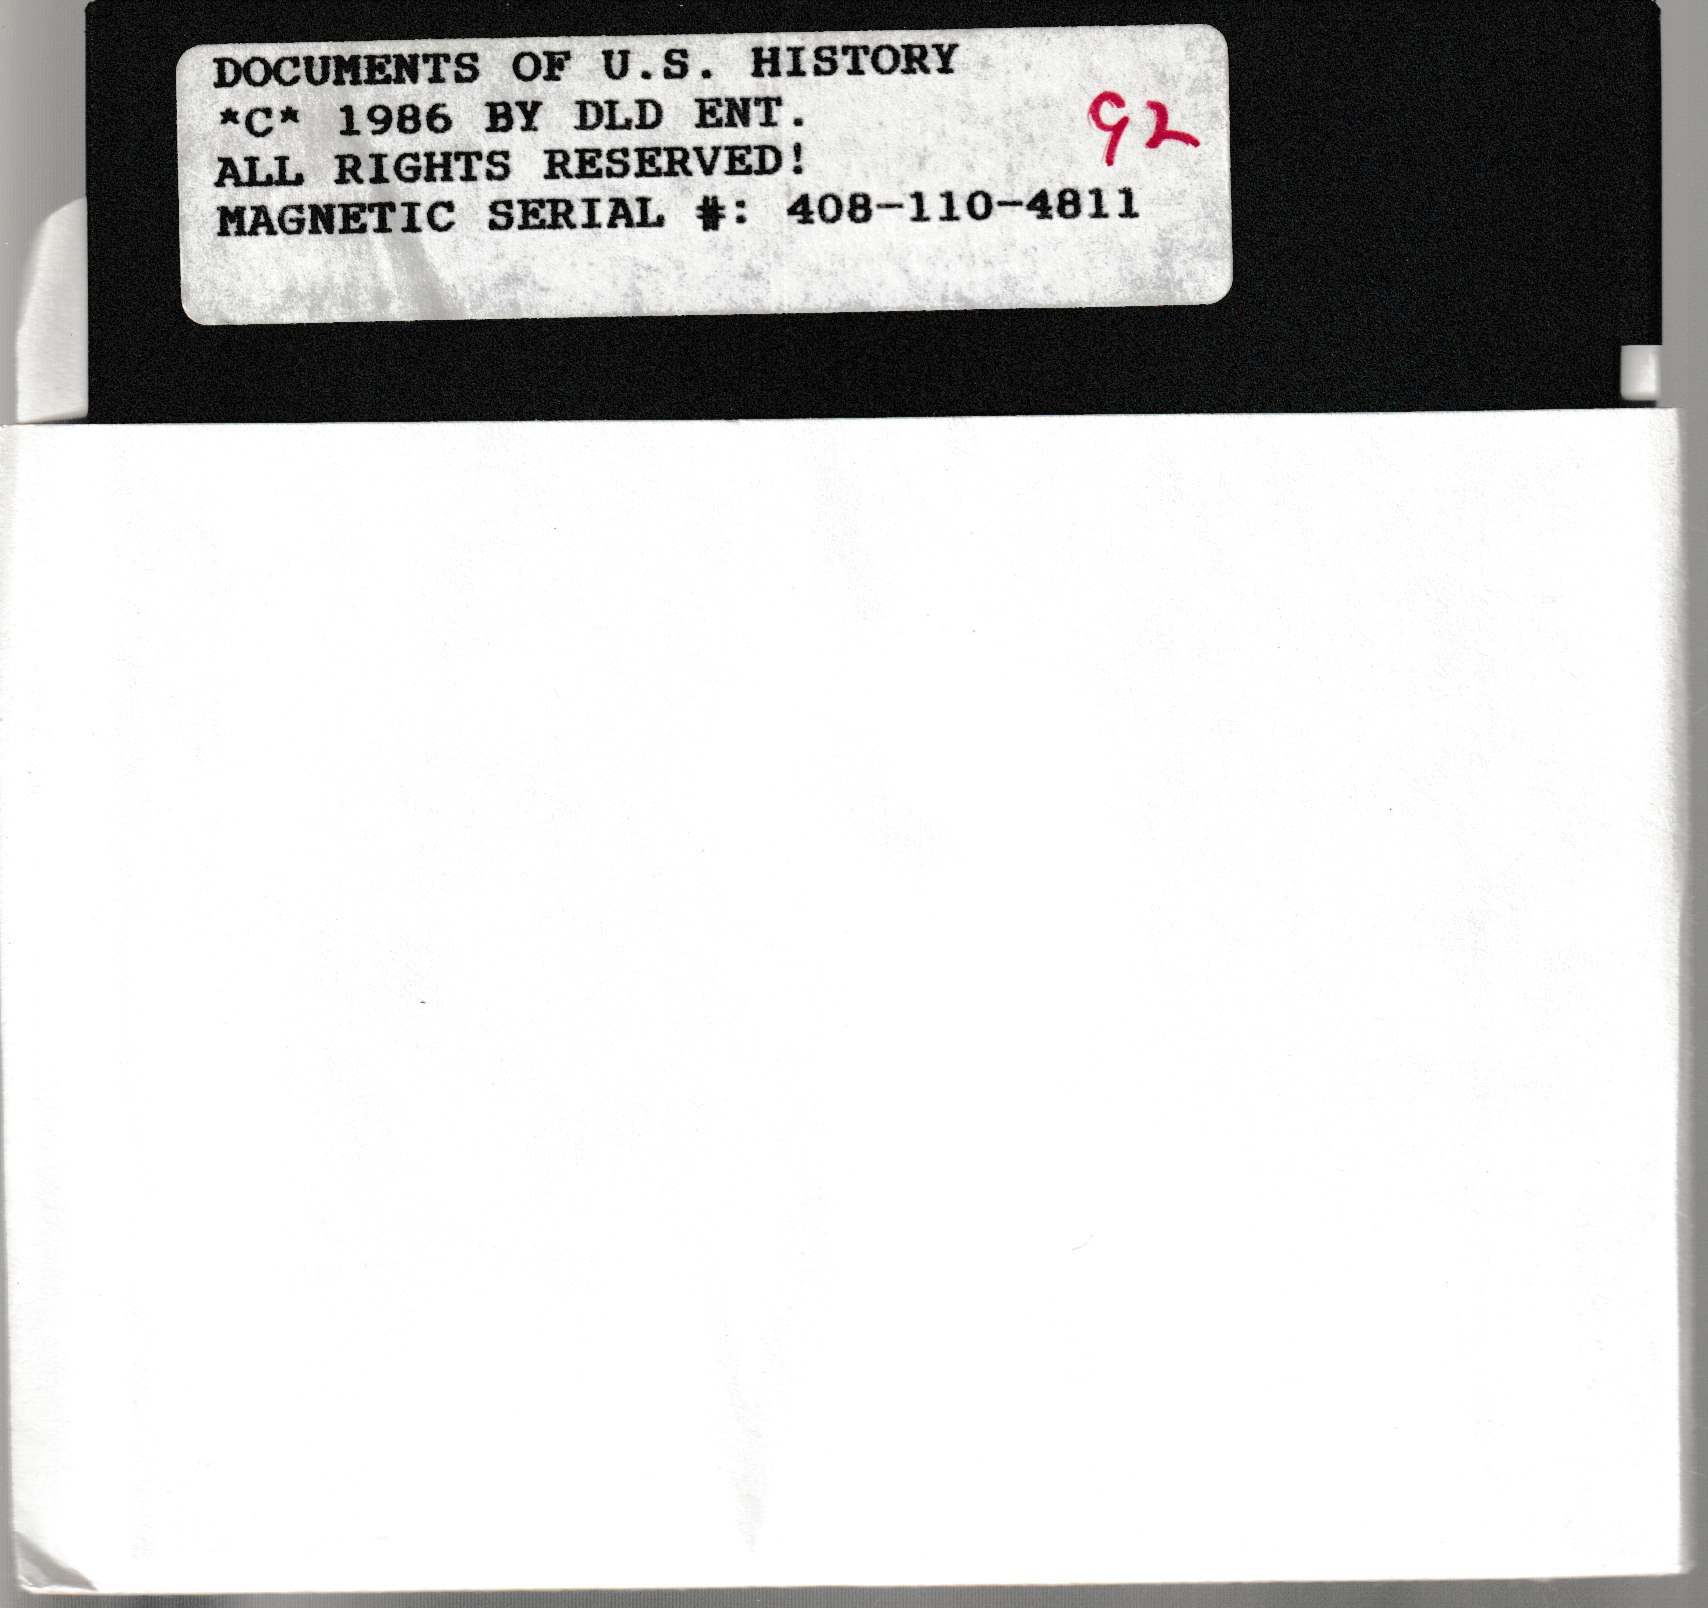 DOCUMENTS OF U.S. HISTORY
*C* 1986 BY DLD ENT.
92
ALL RIGHTS RESERVED!
MAGNETIC SERIAL #: 408-110-4811